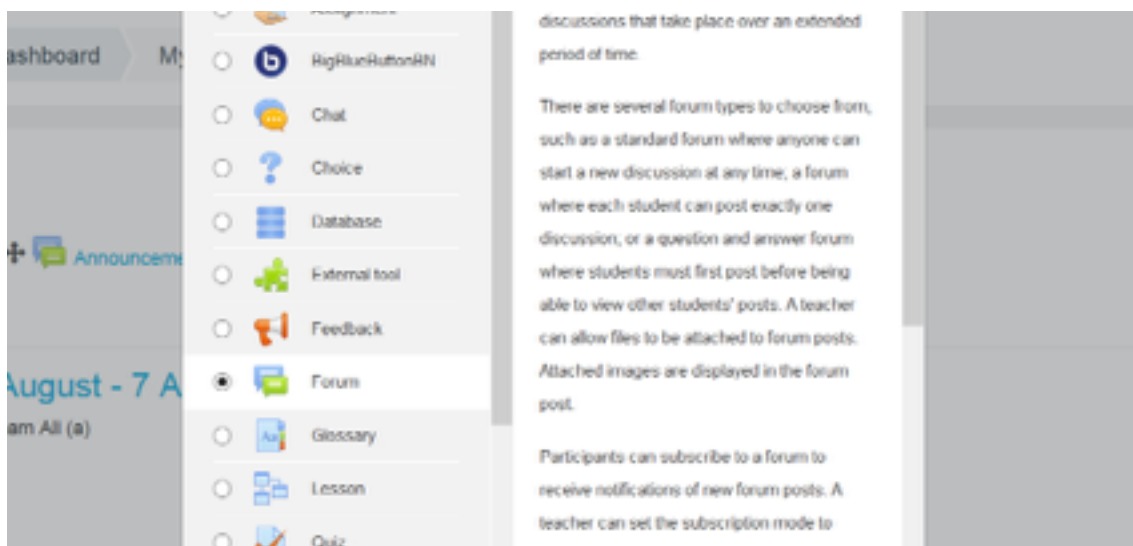 ashboard
My
Announceme
August - 7 A
am All (a)
Assignment
BigBlueButtonBN
Chat
Choice
Database
External tool
Feedback
Forum
Glossary
Lesson
Quiz
discussions that take place over an extended
period of time.
There are several forum types to choose from,
such as a standard forum where anyone can
start a new discussion at any time; a forum
where each student can post exactly one
discussion; or a question and answer forum
where students must first post before being
able to view other students' posts. A teacher
can allow files to be attached to forum posts.
Attached images are displayed in the forum
post.
Participants can subscribe to a forum to
receive notifications of new forum posts. A
teacher can set the subscription mode to